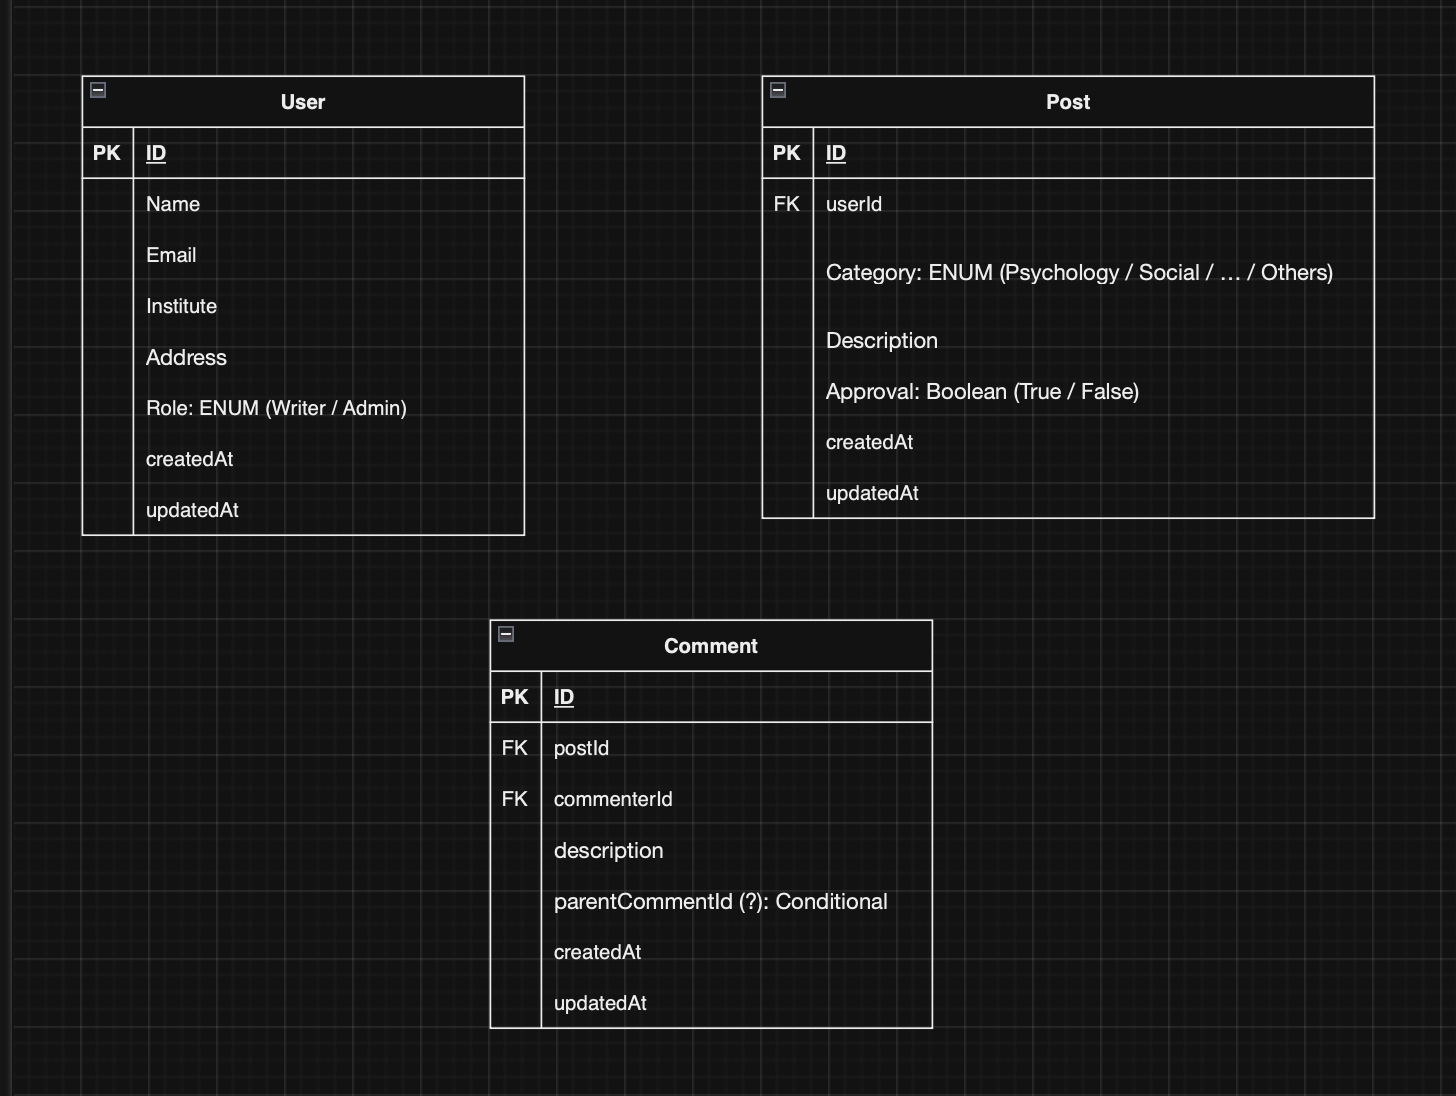 User
PK ID
Name
Email
Institute
Address
Role: ENUM (Writer / Admin)
createdAt
updatedAt
Post
PK ID
FK userId
Category: ENUM (Psychology / Social / ... / Others)
Description
Approval: Boolean (True / False)
createdAt
updatedAt
Comment
PK ID
FK postId
FK commenterId
description
parentCommentId (?): Conditional
createdAt
updatedAt